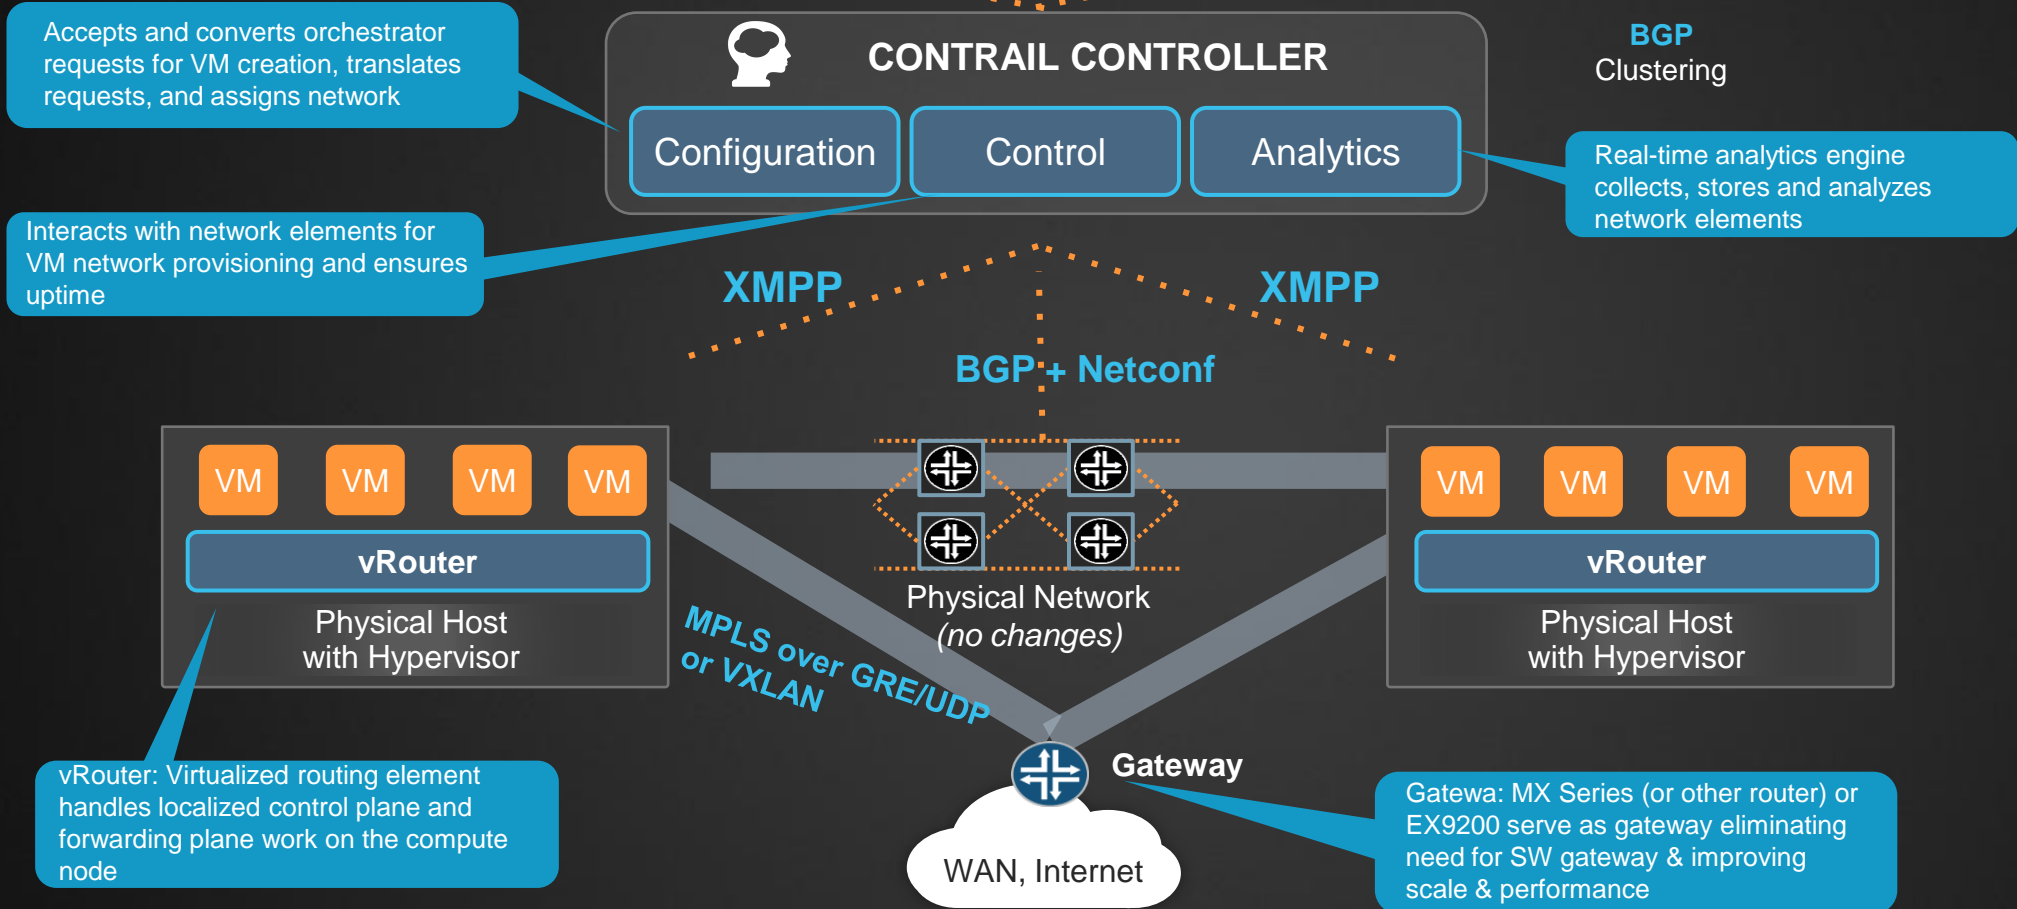 Accepts and converts orchestrator
requests for VM creation, translates
requests, and assigns network
CONTRAIL CONTROLLER
BGP
Clustering
Configuration
Control
Analytics
Real-time analytics engine
collects, stores and analyzes
network elements
Interacts with network elements for
VM network provisioning and ensures
uptime
XMPP
XMPP
BGP + Netconf
VM
VM
VM
VM
vRouter
Physical Host
with Hypervisor
Physical Network
(no changes)
VM
VM
VM
VM
vRouter
Physical Host
with Hypervisor
MPLS over GRE/UDP
or VXLAN
Gateway
WAN, Internet
vRouter: Virtualized routing element
handles localized control plane and
forwarding plane work on the compute
node
Gatewa: MX Series (or other router) or
EX9200 serve as gateway eliminating
need for SW gateway & improving
scale & performance